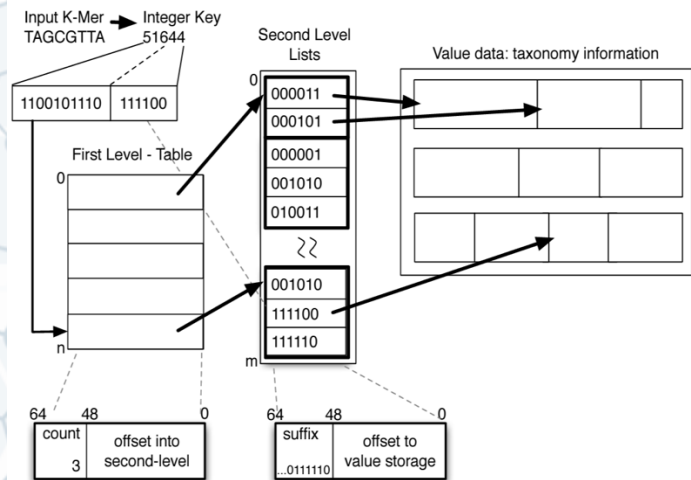 Input K-Mer Integer Key
TAGCGTTA 51644
1100101110 111100
First Level - Table
0
n
Second Level
Lists
0
000011
000101
000001
001010
010011
001010
111100
111110
m
Value data: taxonomy information
64 48 0
count
3
offset into
second-level
64 48 0
suffix
...0111110
offset to
value storage